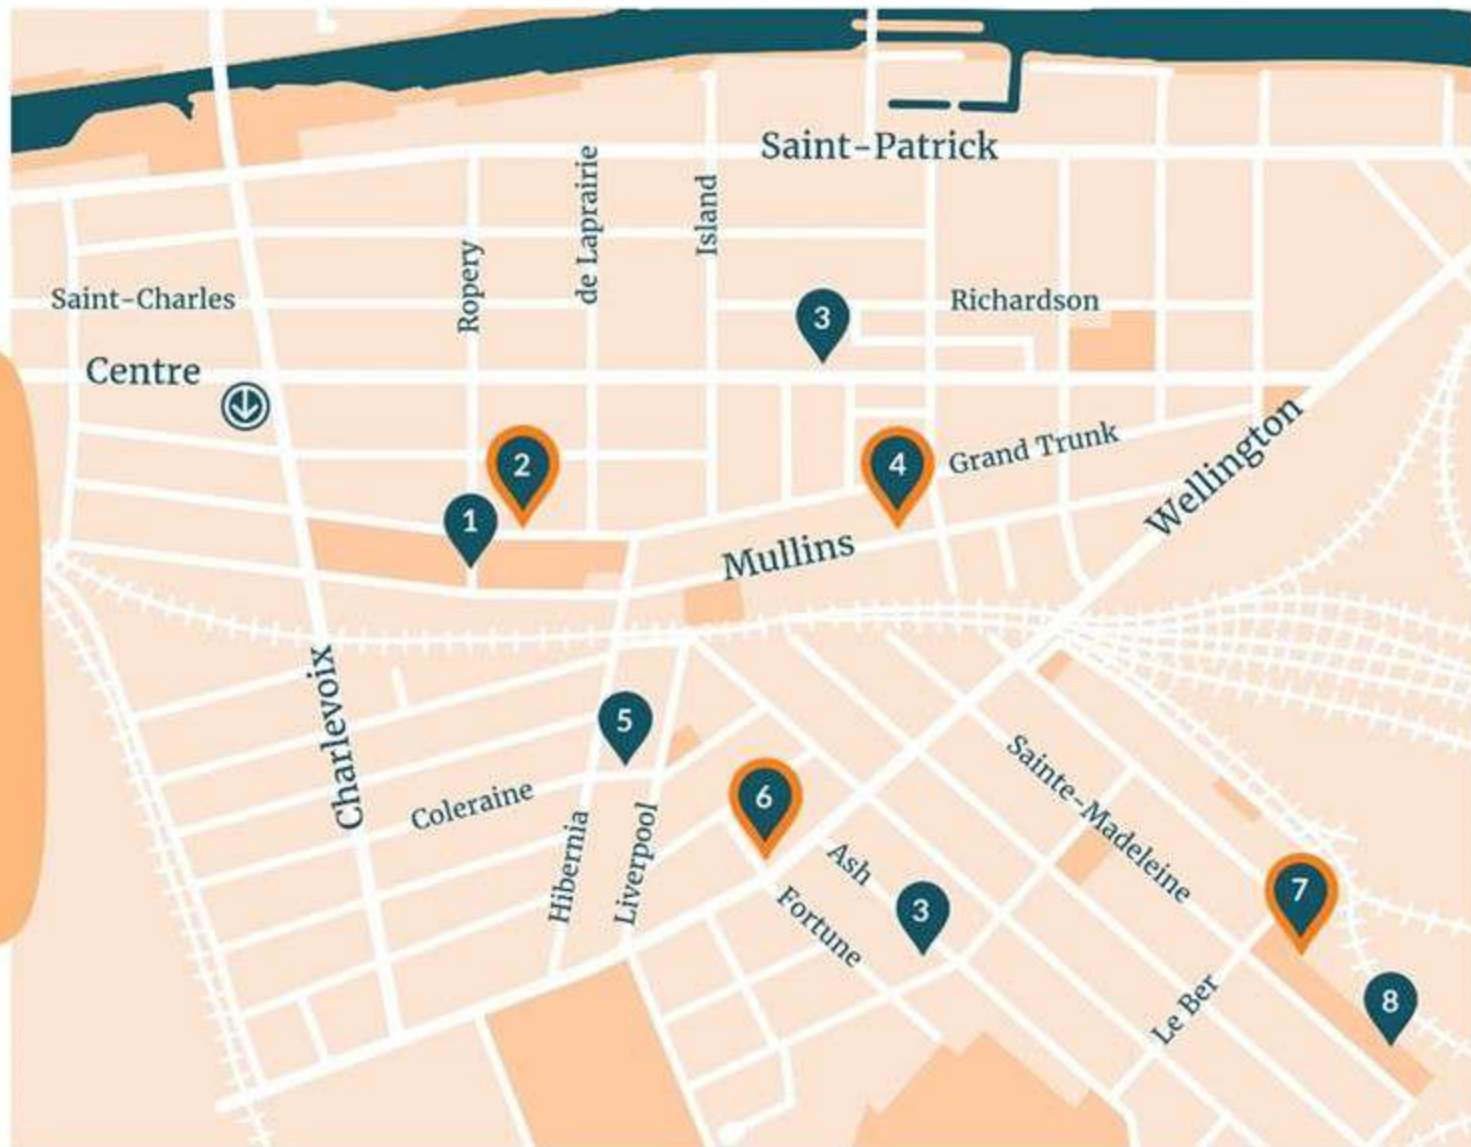 Saint-Patrick
de Laprairie
Island
Ropery
Saint-Charles
Richardson
3
Centre
Grand Trunk
Wellington
2
4
1
Mullins
Charlevoix
5
Coleraine
Hibernia
Liverpool
6
Ash
Fortune
3
Sainte-Madeleine
7
Le Ber
8